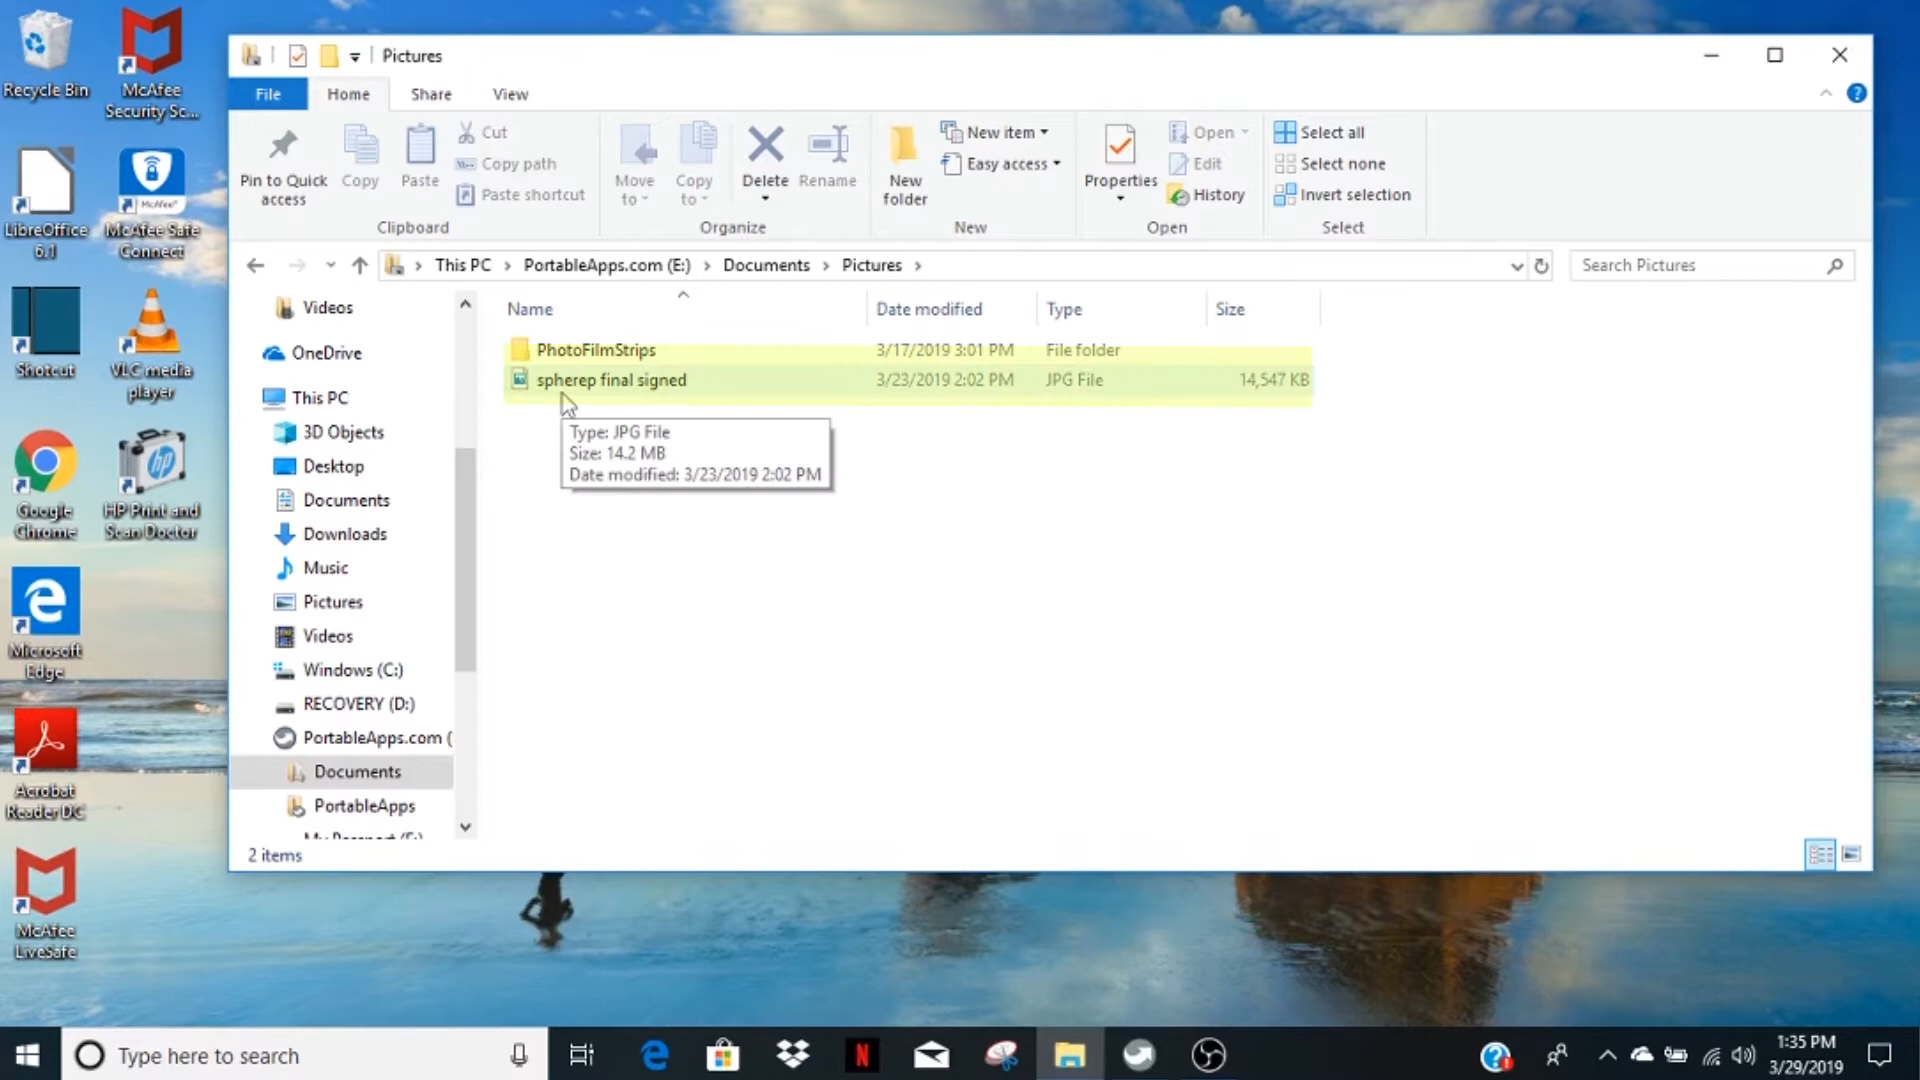 Recycle Bin
McAfee Security Sc...
LibreOffice 6.1
McAfee Safe Connect
Shotcut
VLC media player
Google Chrome
HP Print and Scan Doctor
Microsoft Edge
Acrobat Reader DC
McAfee LiveSafe
Pictures
File Home Share View
Pin to Quick access
Copy
Paste
Cut
Copy path
Paste shortcut
Clipboard
Move to
Copy to
Delete
Rename
Organize
New folder
New item
Easy access
New
Properties
Open
Edit
History
Open
Select all
Select none
Invert selection
Select
This PC > PortableApps.com (E:) > Documents > Pictures >
Search Pictures
Videos
OneDrive
This PC
3D Objects
Desktop
Documents
Downloads
Music
Pictures
Videos
Windows (C:)
RECOVERY (D:)
PortableApps.com (
Documents
PortableApps
Name Date modified Type Size
PhotoFilmStrips 3/17/2019 3:01 PM File folder
spherep final signed 3/23/2019 2:02 PM JPG File 14,547 KB
Type: JPG File
Size: 14.2 MB
Date modified: 3/23/2019 2:02 PM
2 items
Type here to search
1:35 PM
3/29/2019